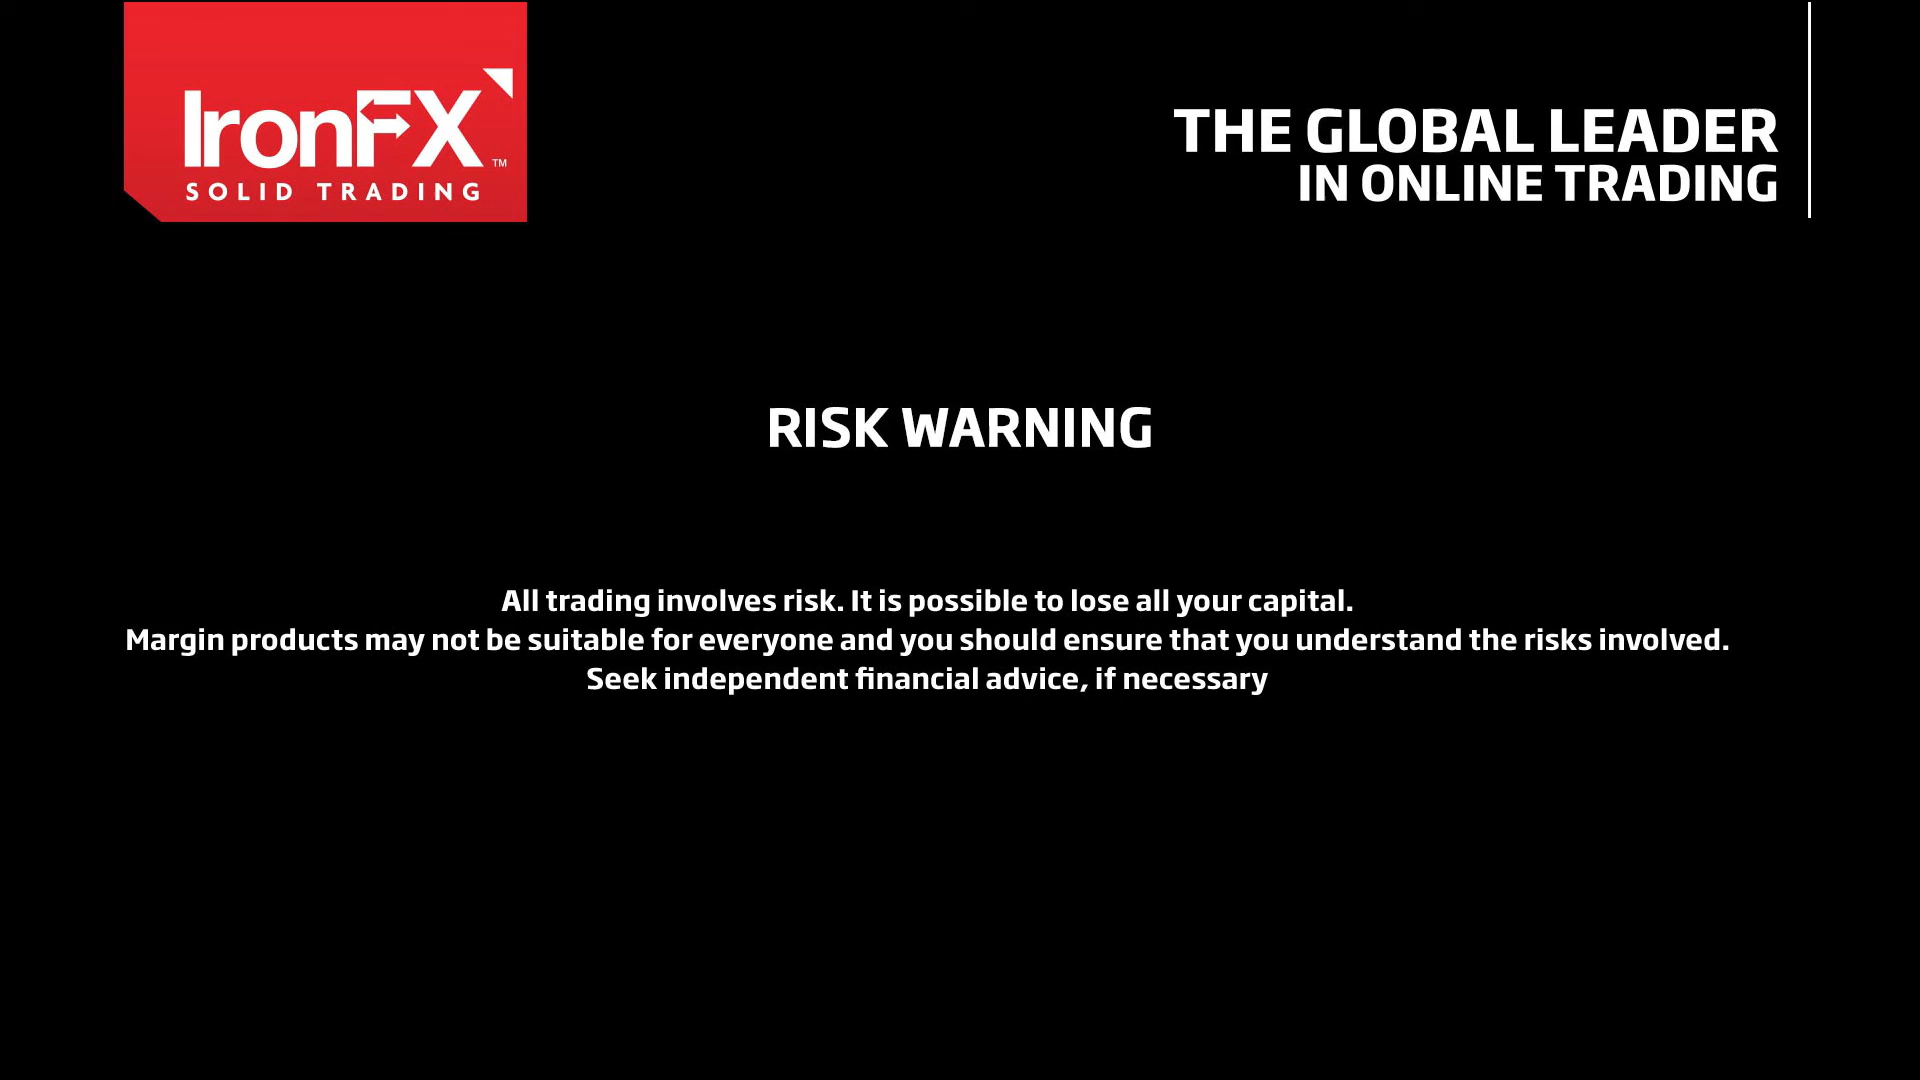 IronFX™
SOLID TRADING
THE GLOBAL LEADER
IN ONLINE TRADING
RISK WARNING
All trading involves risk. It is possible to lose all your capital.
Margin products may not be suitable for everyone and you should ensure that you understand the risks involved.
Seek independent financial advice, if necessary